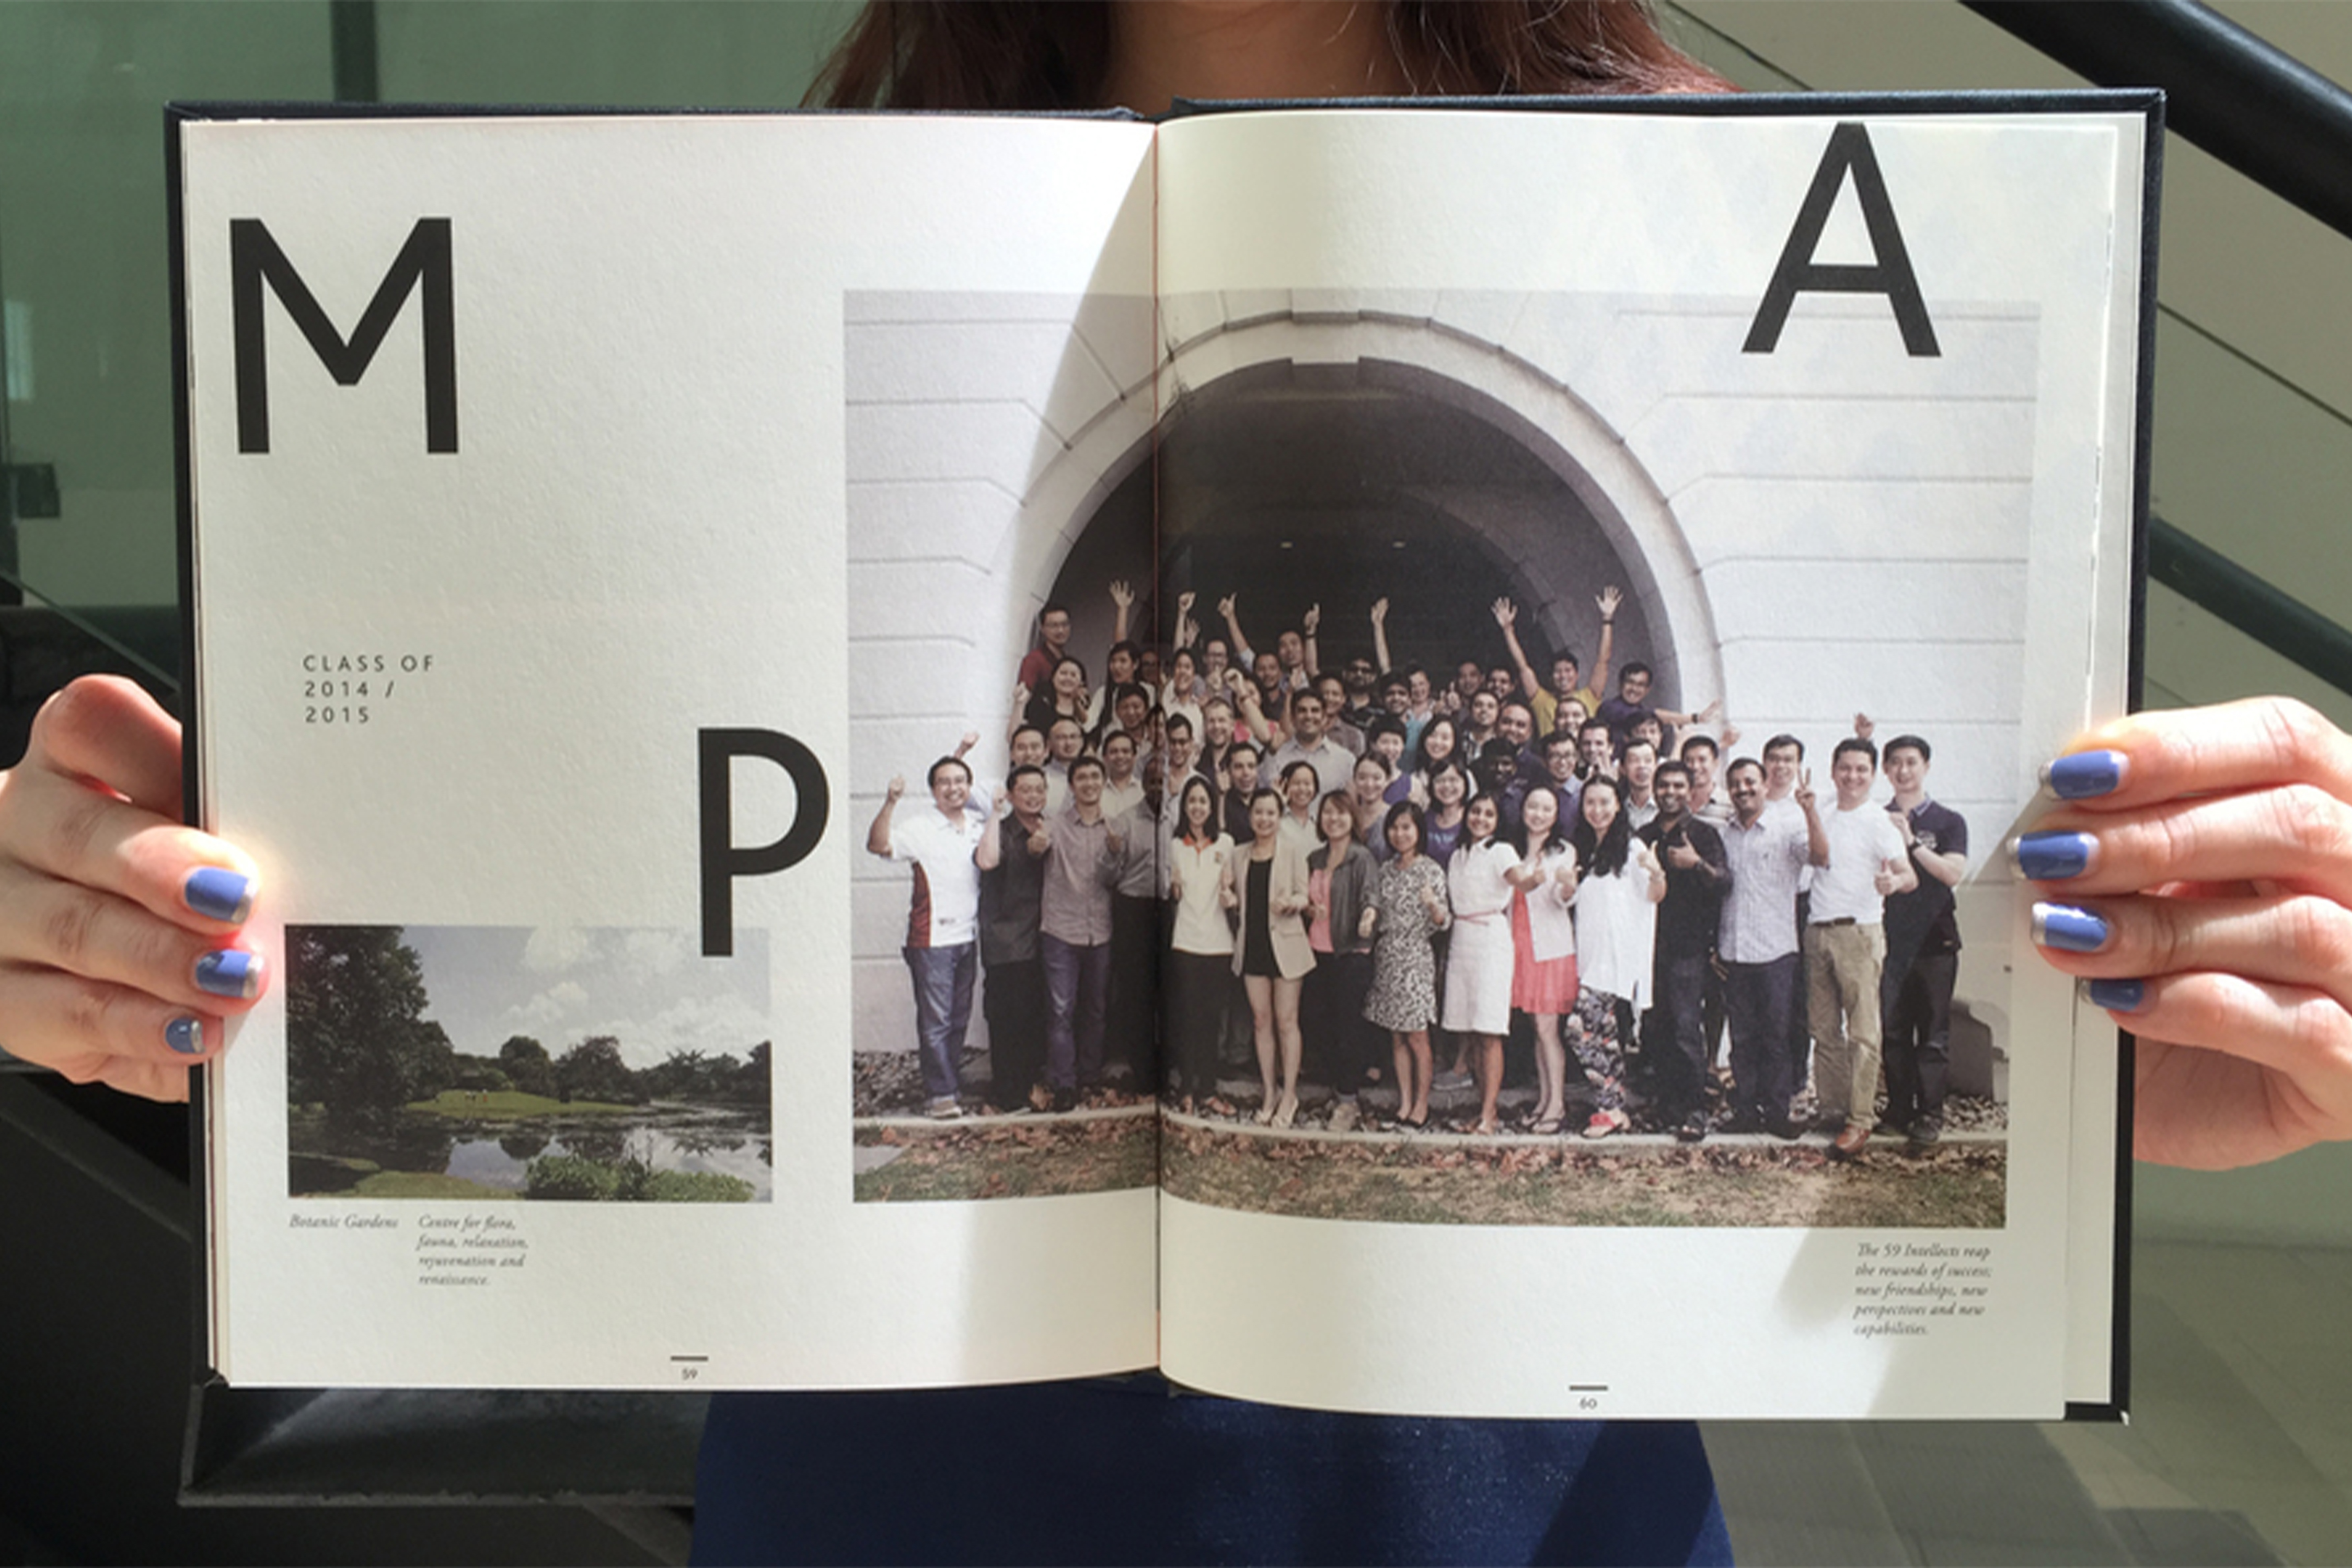 M
A
CLASS OF
2014 /
2015
P
Botanic Gardens
Centre for flora,
fauna, relaxation,
rejuvenation and
renaissance.
The 59 Intellects reap
the rewards of success;
new friendships, new
perspectives and new
capabilities.
59
60